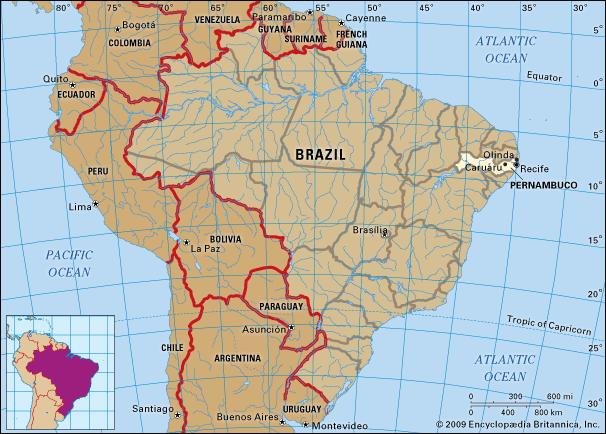 80°
75°
70°
65°
60°
55°
50°
45°
40°
35°
30°
5°
0°
5°
10°
15°
20°
25°
30°
Bogotá
COLOMBIA
VENEZUELA
Paramaribo
GUYANA
SURINAME
Cayenne
FRENCH
GUIANA
ATLANTIC
OCEAN
Equator
Quito
ECUADOR
PERU
Lima
BRAZIL
Olinda
Caruaru
Recife
PERNAMBUCO
Brasília
PACIFIC
OCEAN
BOLIVIA
La Paz
PARAGUAY
Asunción
CHILE
ARGENTINA
Tropic of Capricorn
ATLANTIC
OCEAN
Santiago
Buenos Aires
URUGUAY
Montevideo
0 300 600 mi
0 400 800 km
© 2009 Encyclopædia Britannica, Inc.